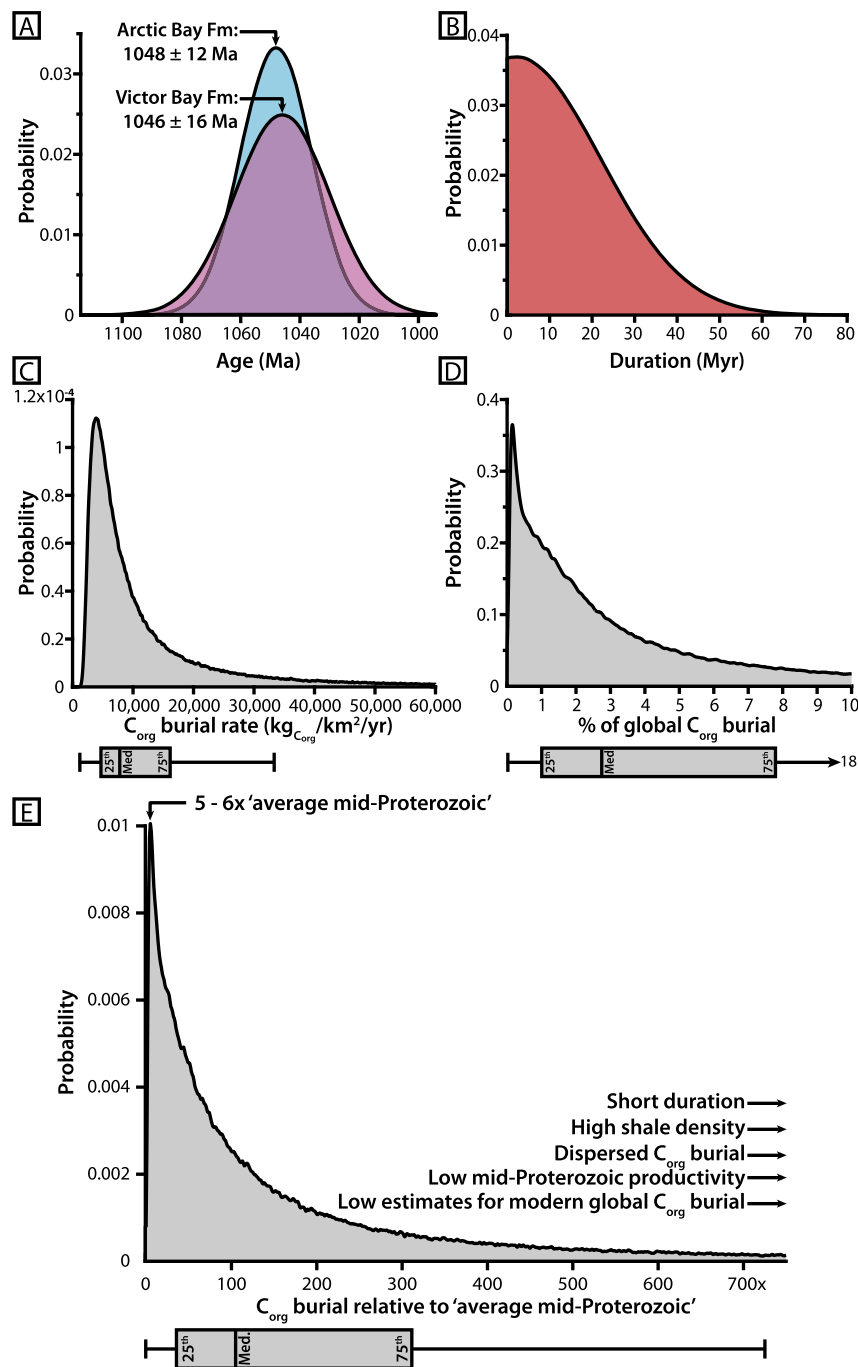 A
Arctic Bay Fm:
1048 ± 12 Ma
Victor Bay Fm:
1046 ± 16 Ma
Probability
0.03
0.02
0.01
0
1100 1080 1060 1040 1020 1000
Age (Ma)
B
Probability
0.04
0.03
0.02
0.01
0
0 10 20 30 40 50 60 70 80
Duration (Myr)
C
Probability
1.2x10⁻⁴
1
0.8
0.6
0.4
0.2
0
0 10,000 20,000 30,000 40,000 50,000 60,000
C_org burial rate (kg_C_org/km²/yr)
25th Med 75th
D
Probability
0.4
0.3
0.2
0.1
0
0 1 2 3 4 5 6 7 8 9 10
% of global C_org burial
25th Med 75th 18
E
5 - 6x ‘average mid-Proterozoic’
Probability
0.01
0.008
0.006
0.004
0.002
0
Short duration
High shale density
Dispersed C_org burial
Low mid-Proterozoic productivity
Low estimates for modern global C_org burial
0 100 200 300 400 500 600 700x
C_org burial relative to ‘average mid-Proterozoic’
25th Med. 75th